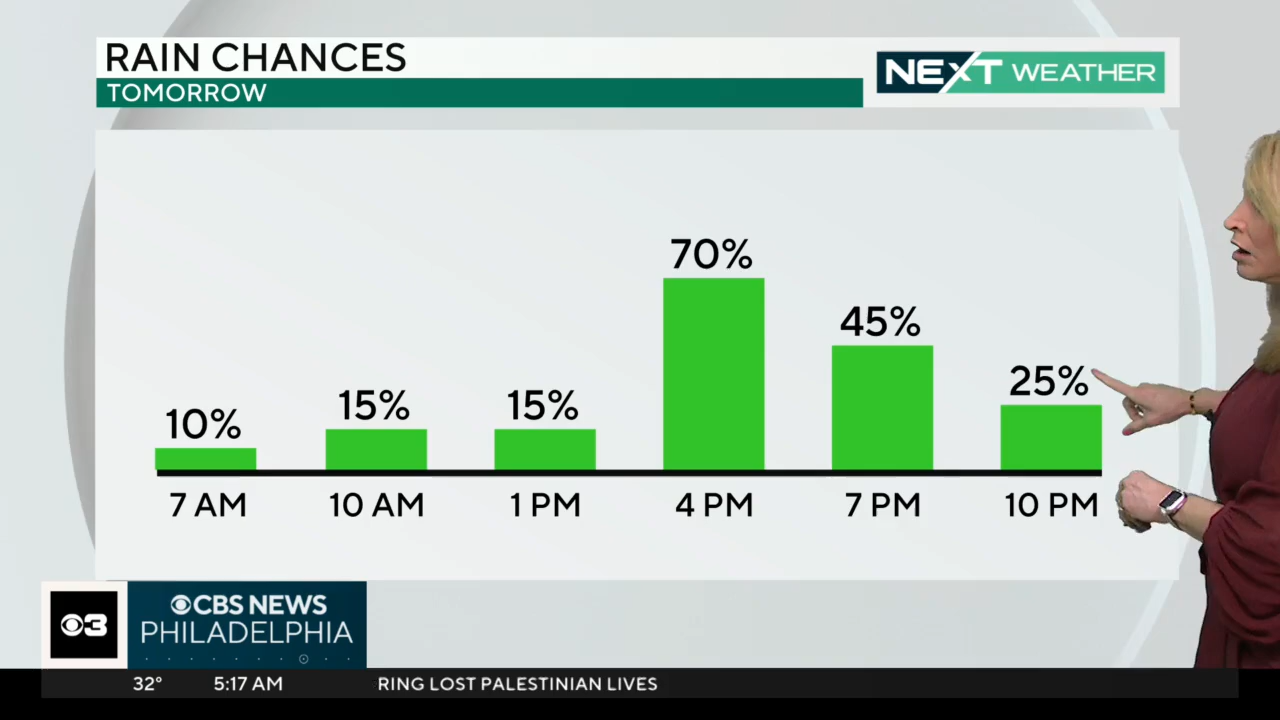 RAIN CHANCES
TOMORROW
NEXT WEATHER
70%
45%
25%
15%
15%
10%
7 AM 10 AM 1 PM 4 PM 7 PM 10 PM
3
CBS NEWS
PHILADELPHIA
32° 5:17 AM RING LOST PALESTINIAN LIVES